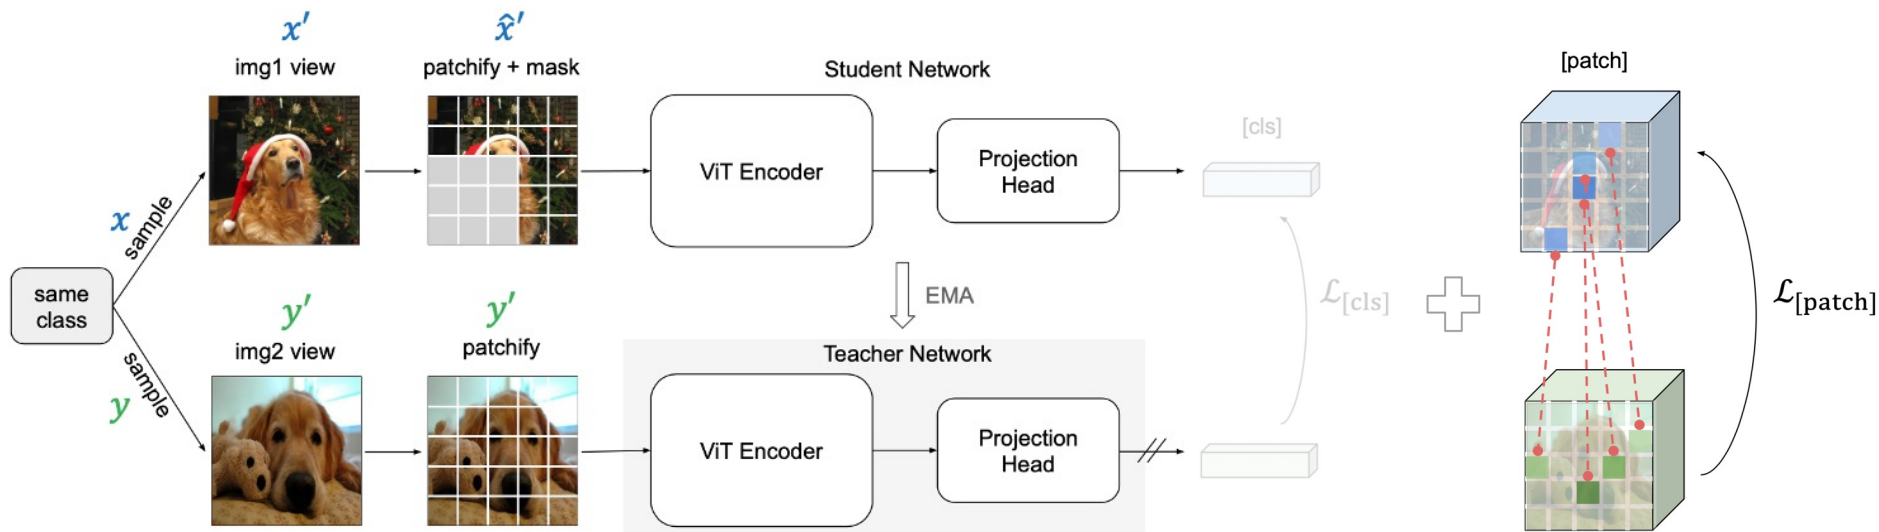 x′
x̂′
img1 view
patchify + mask
Student Network
[patch]
[cls]
ViT Encoder
Projection
Head
x
sample
same
class
EMA
ℒ[cls]
ℒ[patch]
y
sample
y′
y′
img2 view
patchify
Teacher Network
ViT Encoder
Projection
Head